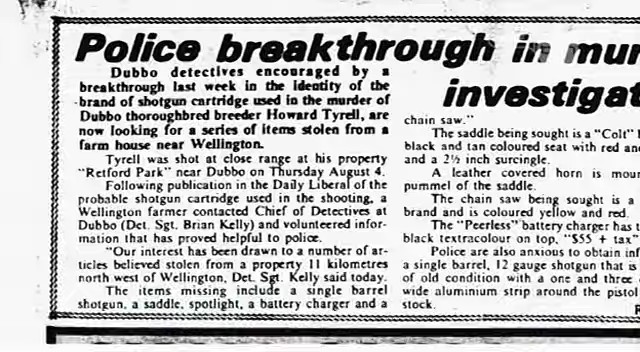 Police breakthrough in mur
investigat
Dubbo detectives encouraged by a
breakthrough last week in the identity of the
brand of shotgun cartridge used in the murder of
Dubbo thoroughbred breeder Howard Tyrell, are
now looking for a series of items stolen from a
farm house near Wellington.
Tyrell was shot at close range at his property
"Retford Park" near Dubbo on Thursday August 4.
Following publication in the Daily Liberal of the
probable shotgun cartridge used in the shooting, a
Wellington farmer contacted Chief of Detectives at
Dubbo (Det. Sgt. Brian Kelly) and volunteered infor-
mation that has proved helpful to police.
"Our interest has been drawn to a number of ar-
ticles believed stolen from a property 11 kilometres
north west of Wellington, Det. Sgt. Kelly said today.
The items missing include a single barrel
shotgun, a saddle, spotlight, a battery charger and a
chain saw."
The saddle being sought is a "Colt"
black and tan coloured seat with red an
and a 2½ inch surcingle.
A leather covered horn is mour
pummel of the saddle.
The chain saw being sought is a
brand and is coloured yellow and red.
The "Peerless" battery charger has t
black textracolour on top, "$55 + tax"
Police are also anxious to obtain inf
a single barrel, 12 gauge shotgun that is
of old condition with a one and three
wide aluminium strip around the pistol
stock.